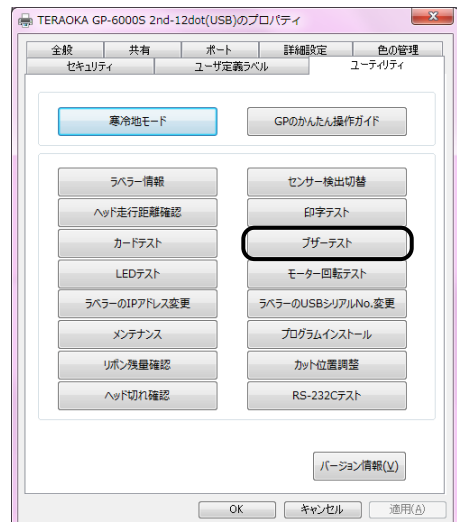 TERAOKA GP-6000S 2nd-12dot(USB)のプロパティ
全般 共有 ポート 詳細設定 色の管理
セキュリティ ユーザ定義ラベル ユーティリティ
寒冷地モード GPのかんたん操作ガイド
ラベラー情報 センサー検出切替
ヘッド走行距離確認 印字テスト
カードテスト ブザーテスト
LEDテスト モーター回転テスト
ラベラーのIPアドレス変更 ラベラーのUSBシリアルNo.変更
メンテナンス プログラムインストール
リボン残量確認 カット位置調整
ヘッド切れ確認 RS-232Cテスト
バージョン情報(V)
OK キャンセル 適用(A)